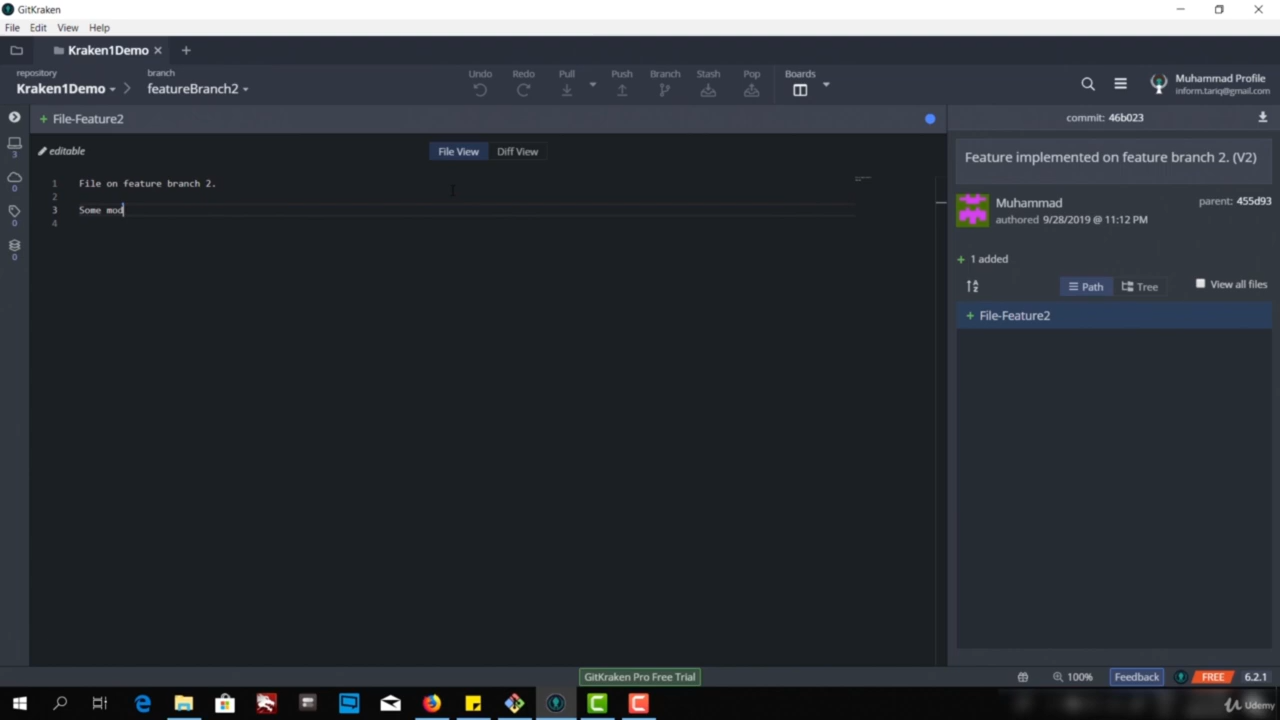 GitKraken
File Edit View Help
Kraken1Demo
repository
Kraken1Demo
branch
featureBranch2
Undo
Redo
Pull
Push
Branch
Stash
Pop
Boards
Muhammad Profile
inform.tariq@gmail.com
File-Feature2
commit: 46b023
editable
File View
Diff View
1 File on feature branch 2.
2
3 Some mod
4
3
0
0
0
Feature implemented on feature branch 2. (V2)
Muhammad
authored 9/28/2019 @ 11:12 PM
parent: 455d93
+ 1 added
Path
Tree
View all files
+ File-Feature2
GitKraken Pro Free Trial
100%
Feedback
FREE
6.2.1
Udemy